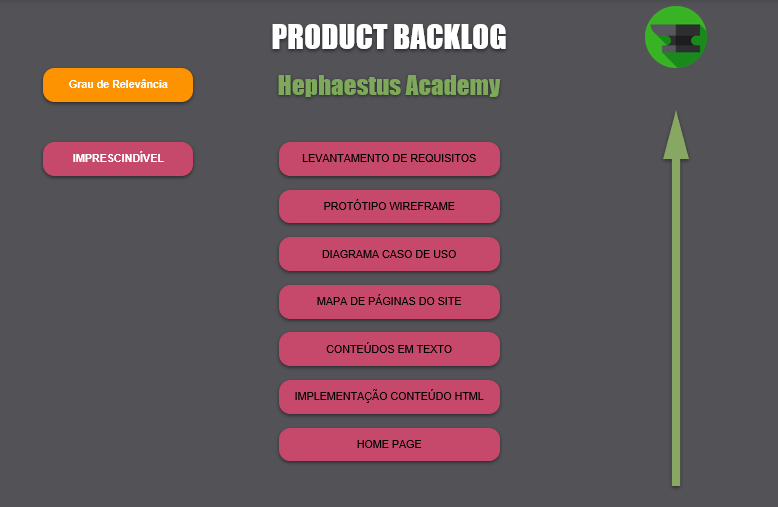 PRODUCT BACKLOG
Hephaestus Academy
Grau de Relevância
IMPRESCINDÍVEL
LEVANTAMENTO DE REQUISITOS
PROTÓTIPO WIREFRAME
DIAGRAMA CASO DE USO
MAPA DE PÁGINAS DO SITE
CONTEÚDOS EM TEXTO
IMPLEMENTAÇÃO CONTEÚDO HTML
HOME PAGE